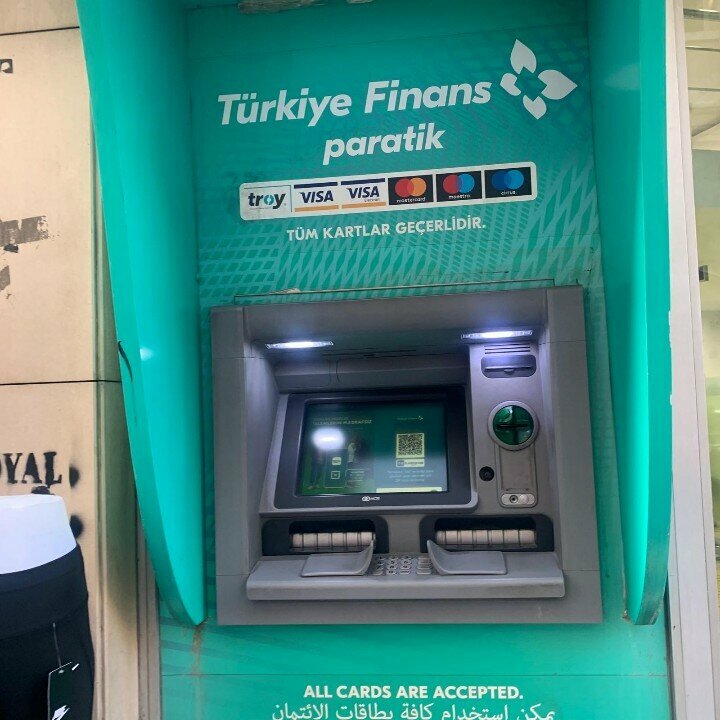 Türkiye Finans
paratik
troy VISA VISA mastercard maestro cirrus
TÜM KARTLAR GEÇERLİDİR.
NCR
OYAL
ALL CARDS ARE ACCEPTED.
يمكن استخدام كافة بطاقات الائتمان